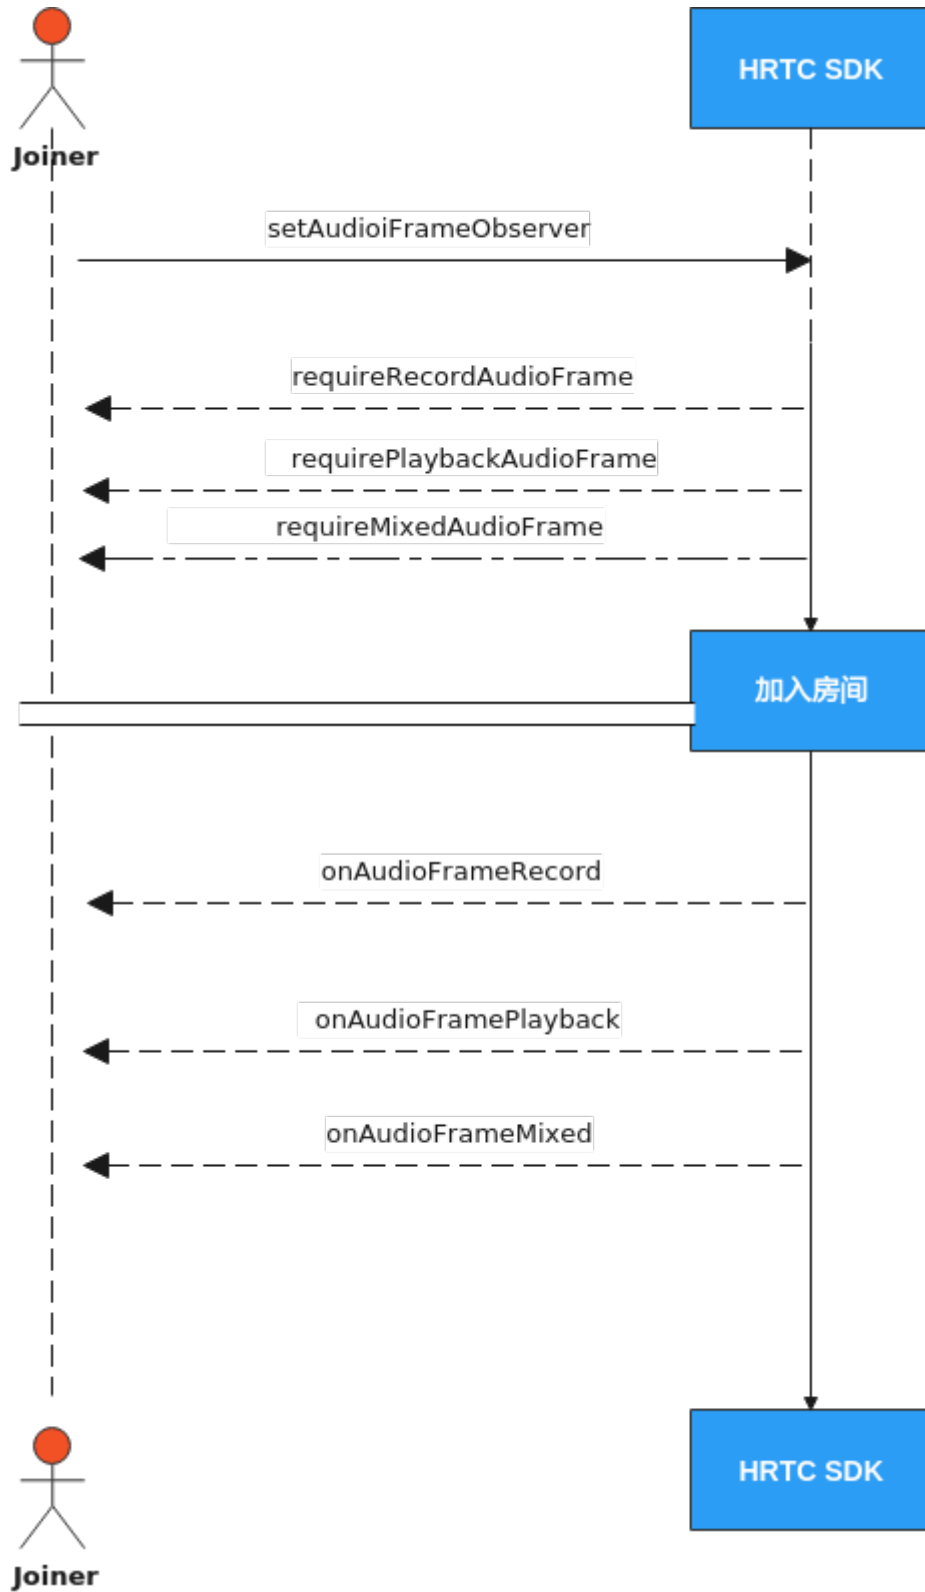 HRTC SDK
Joiner
setAudioiFrameObserver
requireRecordAudioFrame
requirePlaybackAudioFrame
requireMixedAudioFrame
加入房间
onAudioFrameRecord
onAudioFramePlayback
onAudioFrameMixed
HRTC SDK
Joiner